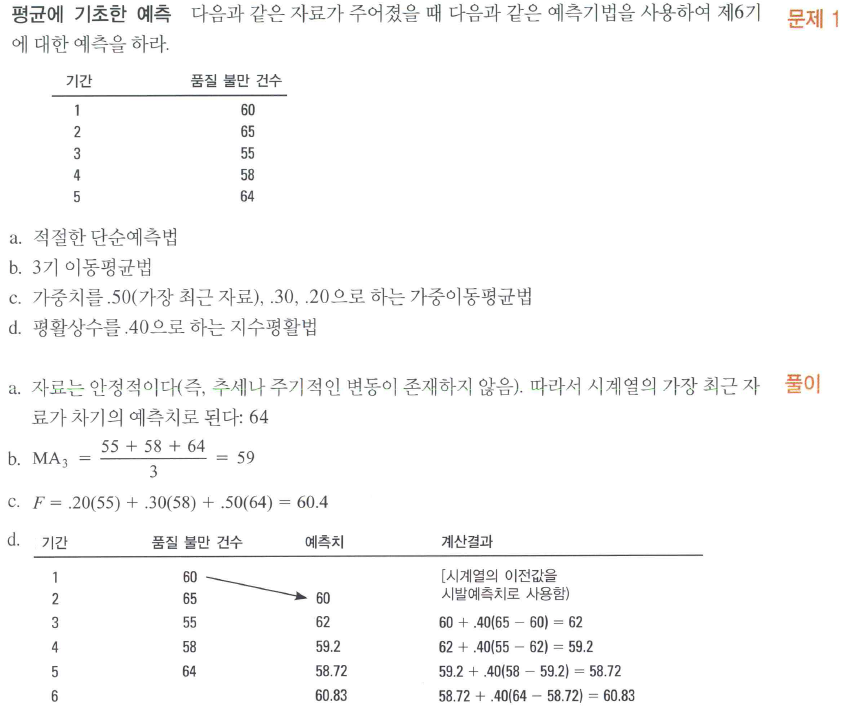 평균에 기초한 예측 다음과 같은 자료가 주어졌을 때 다음과 같은 예측기법을 사용하여 제6기 문제 1
에 대한 예측을 하라.
기간 품질 불만 건수
1 60
2 65
3 55
4 58
5 64
a. 적절한 단순예측법
b. 3기 이동평균법
c. 가중치를 .50(가장 최근 자료), .30, .20으로 하는 가중이동평균법
d. 평활상수를 .40으로 하는 지수평활법
a. 자료는 안정적이다(즉, 추세나 주기적인 변동이 존재하지 않음). 따라서 시계열의 가장 최근 자 풀이
료가 차기의 예측치로 된다: 64
b. MA₃ = (55 + 58 + 64)/3 = 59
c. F = .20(55) + .30(58) + .50(64) = 60.4
d. 기간 품질 불만 건수 예측치 계산결과
1 60 [시계열의 이전값을
2 65 60 시발예측치로 사용함)
3 55 62 60 + .40(65 − 60) = 62
4 58 59.2 62 + .40(55 − 62) = 59.2
5 64 58.72 59.2 + .40(58 − 59.2) = 58.72
6 60.83 58.72 + .40(64 − 58.72) = 60.83